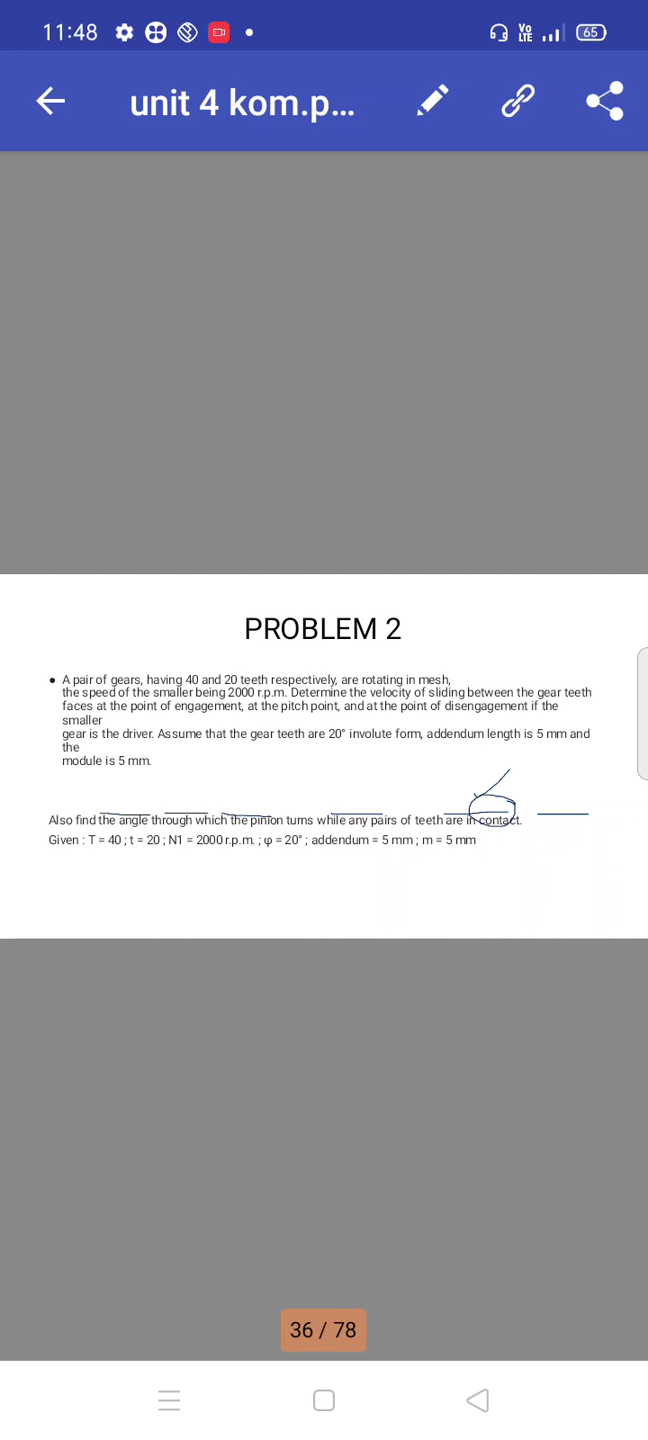 11:48
Vo LTE
65
unit 4 kom.p...
PROBLEM 2
• A pair of gears, having 40 and 20 teeth respectively, are rotating in mesh,
the speed of the smaller being 2000 r.p.m. Determine the velocity of sliding between the gear teeth
faces at the point of engagement, at the pitch point, and at the point of disengagement if the
smaller
gear is the driver. Assume that the gear teeth are 20° involute form, addendum length is 5 mm and
the
module is 5 mm.
Also find the angle through which the pinion turns while any pairs of teeth are in contact.
Given : T = 40 ; t = 20 ; N1 = 2000 r.p.m. ; φ = 20° ; addendum = 5 mm ; m = 5 mm
36 / 78